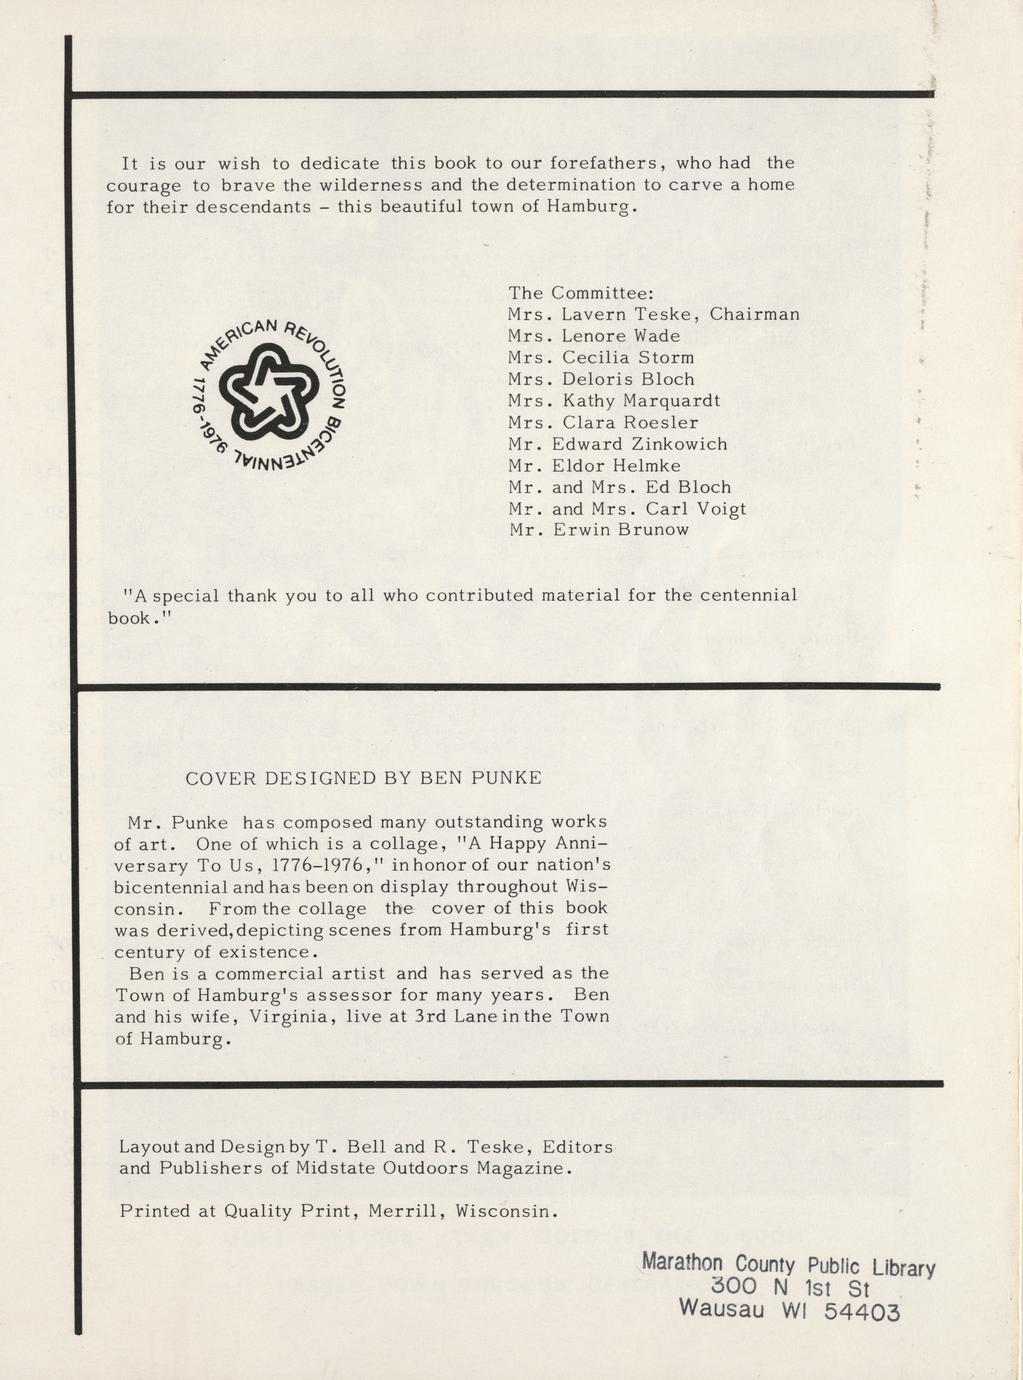 It is our wish to dedicate this book to our forefathers, who had the
courage to brave the wilderness and the determination to carve a home
for their descendants - this beautiful town of Hamburg.
AMERICAN REVOLUTION BICENTENNIAL 1776-1976
The Committee:
Mrs. Lavern Teske, Chairman
Mrs. Lenore Wade
Mrs. Cecilia Storm
Mrs. Deloris Bloch
Mrs. Kathy Marquardt
Mrs. Clara Roesler
Mr. Edward Zinkowich
Mr. Eldor Helmke
Mr. and Mrs. Ed Bloch
Mr. and Mrs. Carl Voigt
Mr. Erwin Brunow
"A special thank you to all who contributed material for the centennial
book."
COVER DESIGNED BY BEN PUNKE
Mr. Punke has composed many outstanding works
of art. One of which is a collage, "A Happy Anni-
versary To Us, 1776-1976," in honor of our nation's
bicentennial and has been on display throughout Wis-
consin. From the collage the cover of this book
was derived, depicting scenes from Hamburg's first
century of existence.
Ben is a commercial artist and has served as the
Town of Hamburg's assessor for many years. Ben
and his wife, Virginia, live at 3rd Lane in the Town
of Hamburg.
Layout and Design by T. Bell and R. Teske, Editors
and Publishers of Midstate Outdoors Magazine.
Printed at Quality Print, Merrill, Wisconsin.
Marathon County Public Library
300 N 1st St
Wausau WI 54403